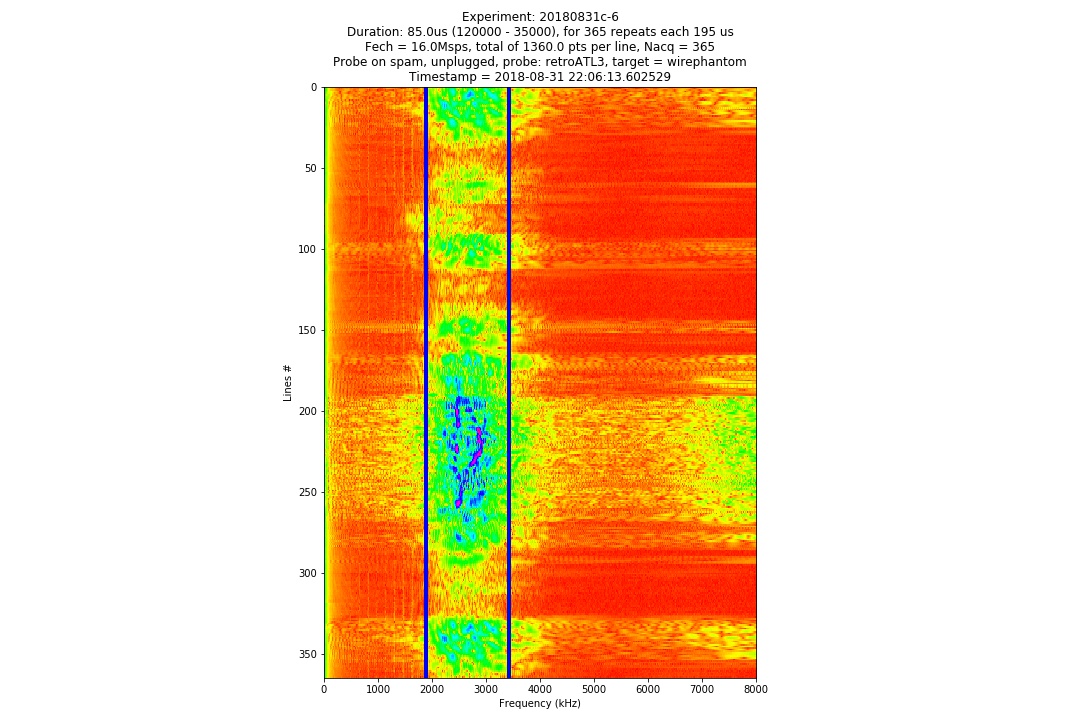 Experiment: 20180831c-6
Duration: 85.0us (120000 - 35000), for 365 repeats each 195 us
Fech = 16.0Msps, total of 1360.0 pts per line, Nacq = 365
Probe on spam, unplugged, probe: retroATL3, target = wirephantom
Timestamp = 2018-08-31 22:06:13.602529
0
50
100
150
200
250
300
350
Lines #
0 1000 2000 3000 4000 5000 6000 7000 8000
Frequency (kHz)